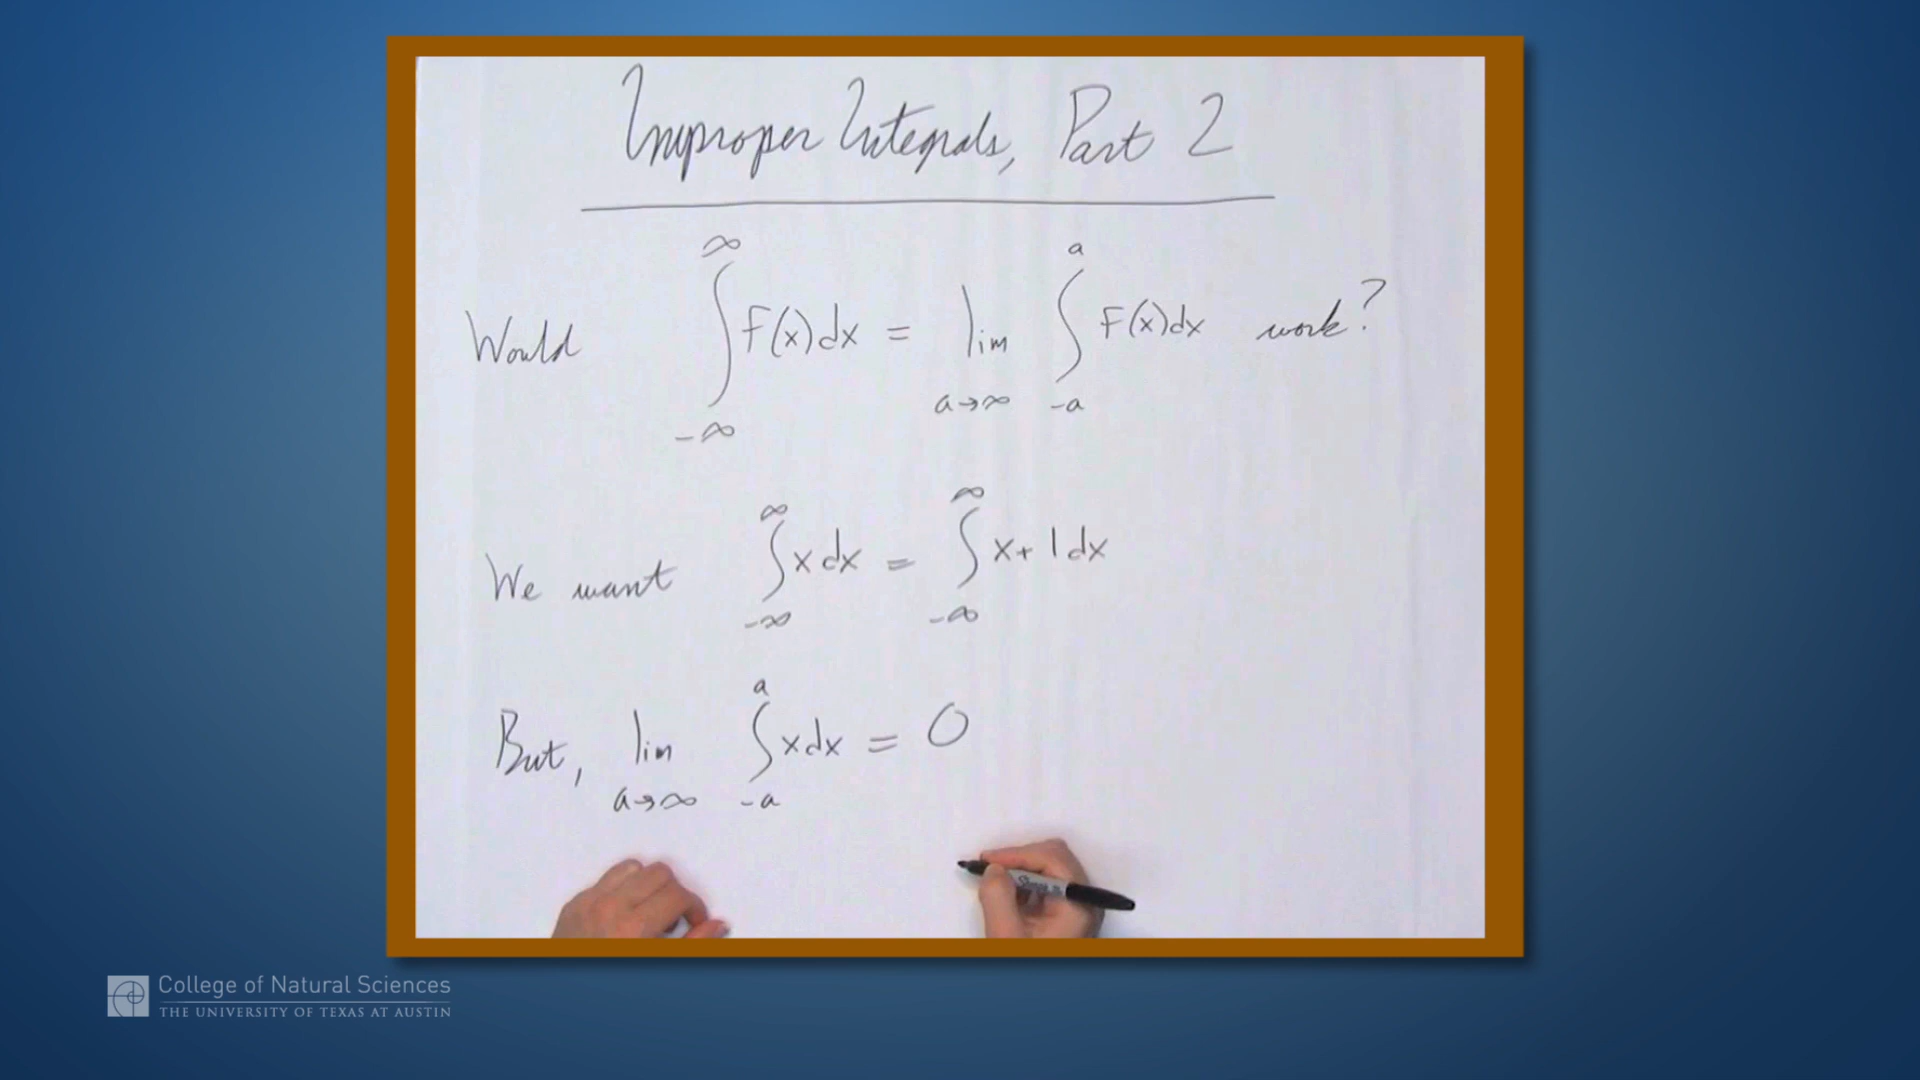 Improper Integrals, Part 2
Would ∫_{-∞}^{∞} F(x)dx = lim_{a→∞} ∫_{-a}^{a} F(x)dx work?
We want ∫_{-∞}^{∞} x dx = ∫_{-∞}^{∞} x+1 dx
But, lim_{a→∞} ∫_{-a}^{a} x dx = 0
College of Natural Sciences
THE UNIVERSITY OF TEXAS AT AUSTIN